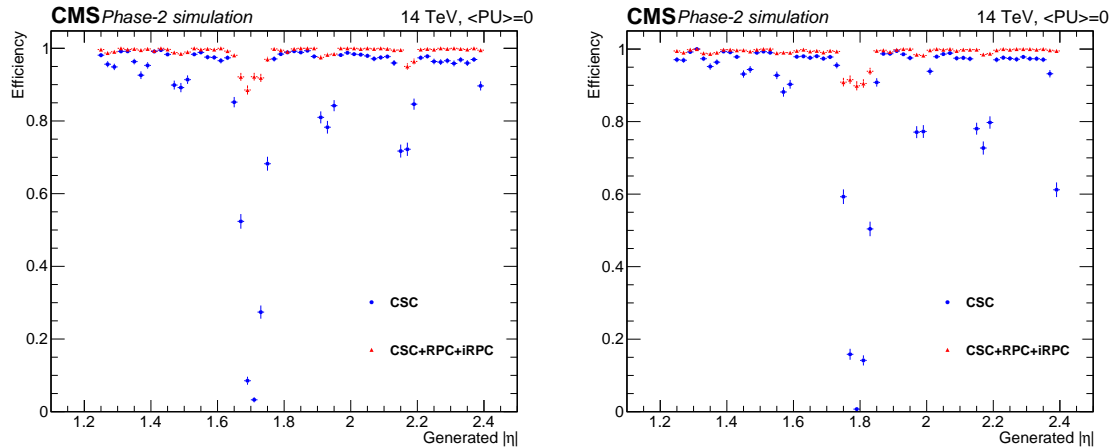 CMS Phase-2 simulation 14 TeV, <PU>=0
Efficiency
1
0.8
0.6
0.4
0.2
0
CSC
CSC+RPC+iRPC
1.2 1.4 1.6 1.8 2 2.2 2.4
Generated |η|
CMS Phase-2 simulation 14 TeV, <PU>=0
Efficiency
1
0.8
0.6
0.4
0.2
0
CSC
CSC+RPC+iRPC
1.2 1.4 1.6 1.8 2 2.2 2.4
Generated |η|